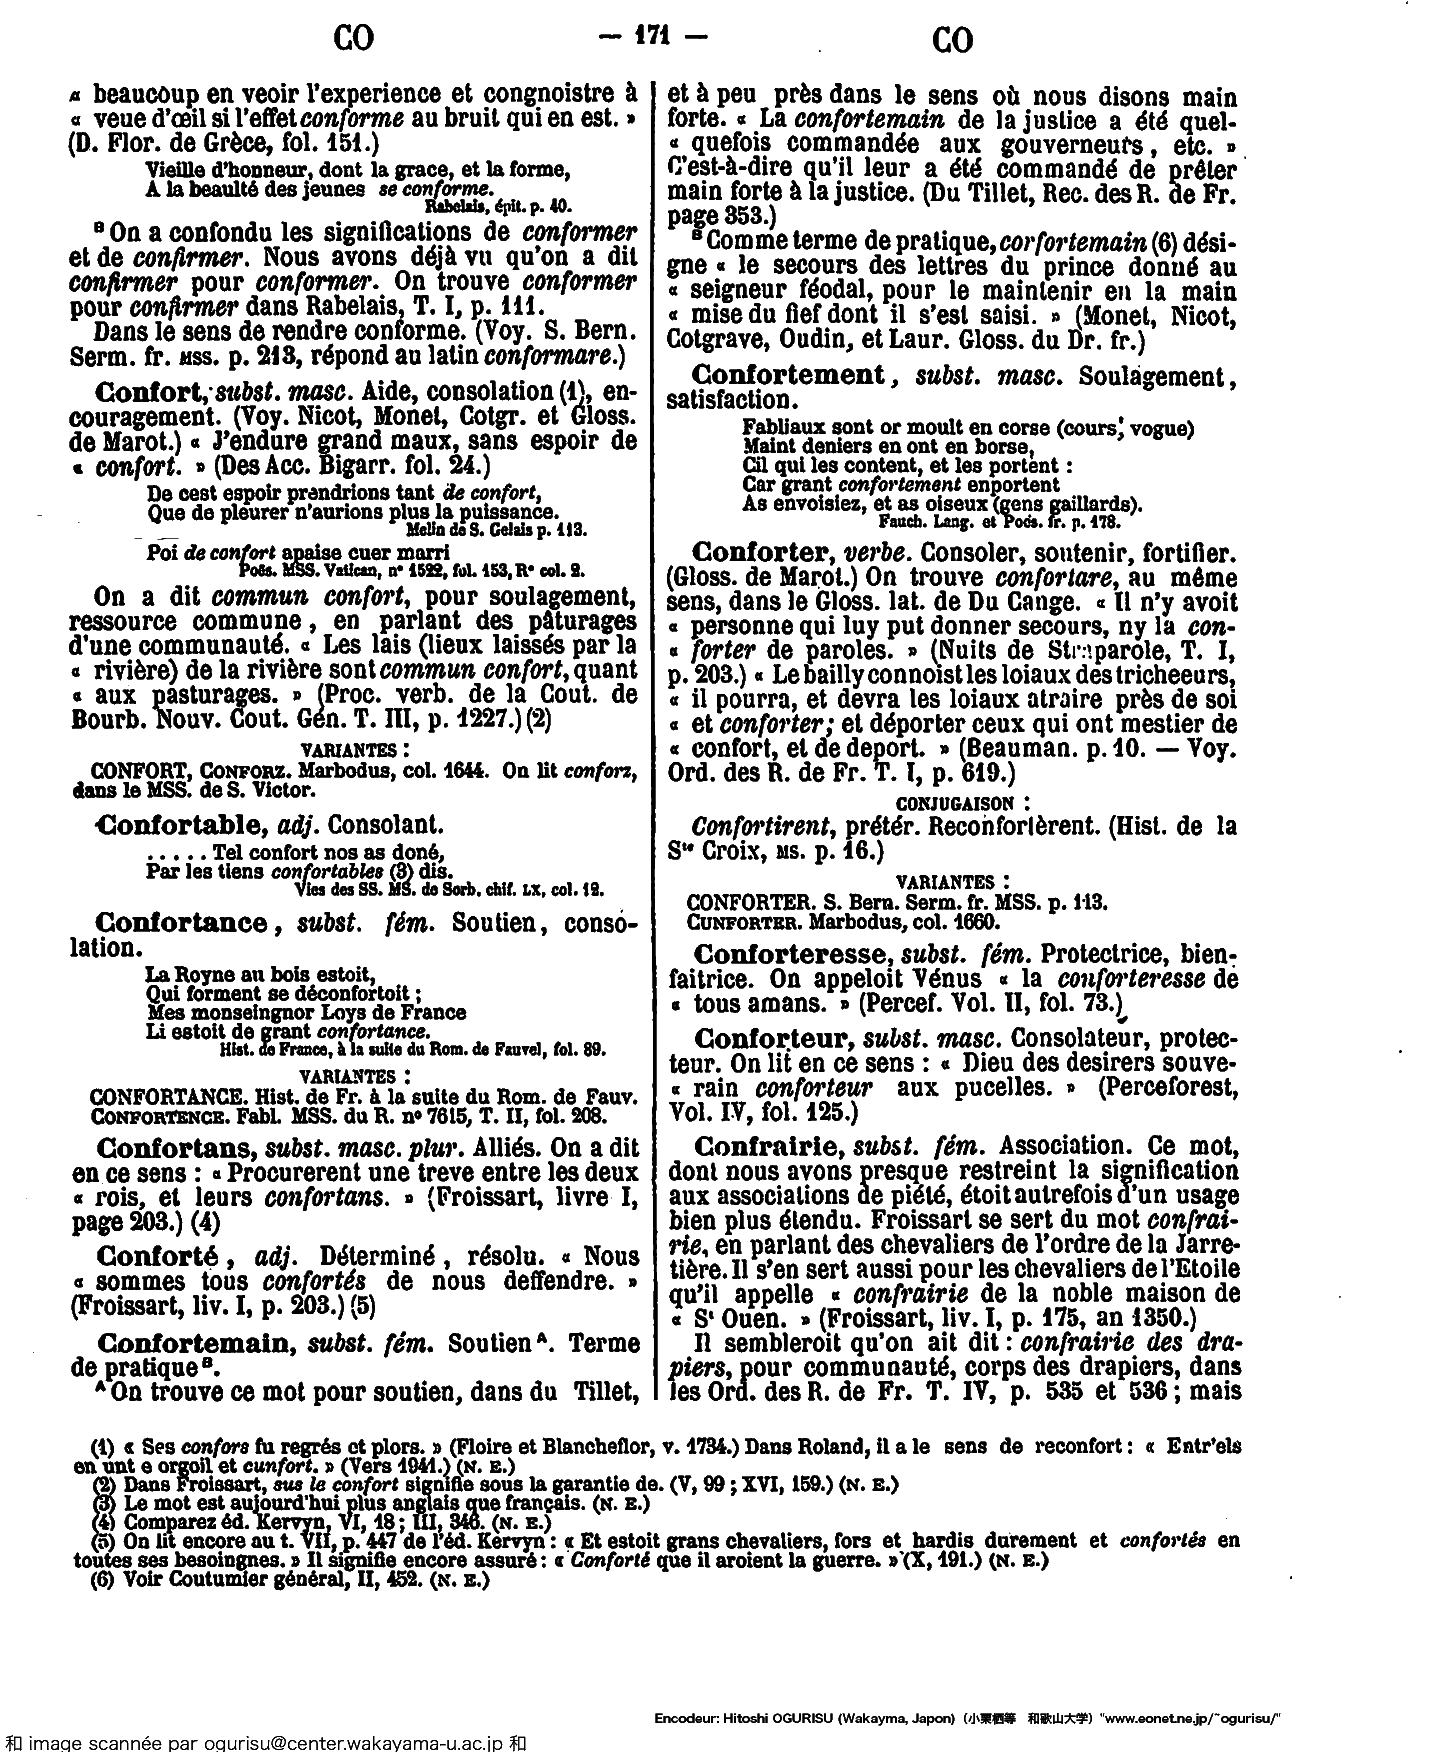 CO
— 171 —
CO
« beaucoup en veoir l'experience et congnoistre à
« veue d'œil si l'effet conforme au bruit qui en est. »
(D. Flor. de Grèce, fol. 151.)
Vieille d'honneur, dont la grace, et la forme,
A la beaulté des jeunes se conforme.
Rabelais, épit. p. 40.
ᴮ On a confondu les significations de conformer
et de confirmer. Nous avons déjà vu qu'on a dit
confirmer pour conformer. On trouve conformer
pour confirmer dans Rabelais, T. I, p. 111.
Dans le sens de rendre conforme. (Voy. S. Bern.
Serm. fr. MSS. p. 213, répond au latin conformare.)
Confort, subst. masc. Aide, consolation (1), en-
couragement. (Voy. Nicot, Monet, Cotgr. et Gloss.
de Marot.) « J'endure grand maux, sans espoir de
« confort. » (Des Acc. Bigarr. fol. 24.)
De cest espoir prendrions tant de confort,
Que de pleurer n'aurions plus la puissance.
Mellin de S. Gelais p. 113.
Poi de confort apaise cuer marri
Poës. MSS. Vatican, n° 1522, fol. 153, R° col. 2.
On a dit commun confort, pour soulagement,
ressource commune, en parlant des pâturages
d'une communauté. « Les lais (lieux laissés par la
« rivière) de la rivière sont commun confort, quant
« aux pasturages. » (Proc. verb. de la Cout. de
Bourb. Nouv. Cout. Gén. T. III, p. 1227.) (2)
VARIANTES :
CONFORT, CONFORZ. Marbodus, col. 1644. On lit conforz,
dans le MSS. de S. Victor.
Confortable, adj. Consolant.
. . . . . Tel confort nos as doné,
Par les tiens confortables (3) dis.
Vies des SS. MS. de Sorb. chif. LX, col. 12.
Confortance, subst. fém. Soutien, conso-
lation.
La Royne au bois estoit,
Qui forment se déconfortoit ;
Mes monseingnor Loys de France
Li estoit de grant confortance.
Hist. de France, à la suite du Rom. de Fauvel, fol. 89.
VARIANTES :
CONFORTANCE. Hist. de Fr. à la suite du Rom. de Fauv.
CONFORTENCE. Fabl. MSS. du R. n° 7615, T. II, fol. 208.
Confortans, subst. masc. plur. Alliés. On a dit
en ce sens : « Procurerent une treve entre les deux
« rois, et leurs confortans. » (Froissart, livre I,
page 203.) (4)
Conforté, adj. Déterminé, résolu. « Nous
« sommes tous confortés de nous deffendre. »
(Froissart, liv. I, p. 203.) (5)
Confortemain, subst. fém. Soutien ᴬ. Terme
de pratique ᴮ.
ᴬ On trouve ce mot pour soutien, dans du Tillet,
et à peu près dans le sens où nous disons main
forte. « La confortemain de la justice a été quel-
« quefois commandée aux gouverneurs, etc. »
C'est-à-dire qu'il leur a été commandé de prêter
main forte à la justice. (Du Tillet, Rec. des R. de Fr.
page 353.)
ᴮ Comme terme de pratique, corfortemain (6) dési-
gne « le secours des lettres du prince donné au
« seigneur féodal, pour le maintenir en la main
« mise du fief dont il s'est saisi. » (Monet, Nicot,
Cotgrave, Oudin, et Laur. Gloss. du Dr. fr.)
Confortement, subst. masc. Soulagement,
satisfaction.
Fabliaux sont or moult en corse (cours, vogue)
Maint deniers en ont en borse,
Cil qui les content, et les portent :
Car grant confortement enportent
As envoisiez, et as oiseux (gens gaillards).
Fauch. Lang. et Poës. fr. p. 178.
Conforter, verbe. Consoler, soutenir, fortifier.
(Gloss. de Marot.) On trouve confortare, au même
sens, dans le Gloss. lat. de Du Cange. « Il n'y avoit
« personne qui luy put donner secours, ny la con-
« forter de paroles. » (Nuits de Straparole, T. I,
p. 203.) « Le bailly connoist les loiaux des tricheeurs,
« il pourra, et devra les loiaux atraire près de soi
« et conforter ; et déporter ceux qui ont mestier de
« confort, et de deport. » (Beauman. p. 10. — Voy.
Ord. des R. de Fr. T. I, p. 619.)
CONJUGAISON :
Confortirent, prétér. Reconfortèrent. (Hist. de la
Sᵗᵉ Croix, MS. p. 16.)
VARIANTES :
CONFORTER. S. Bern. Serm. fr. MSS. p. 113.
CUNFORTER. Marbodus, col. 1660.
Conforteresse, subst. fém. Protectrice, bien-
faitrice. On appeloit Vénus « la conforteresse de
« tous amans. » (Percef. Vol. II, fol. 73.)
Conforteur, subst. masc. Consolateur, protec-
teur. On lit en ce sens : « Dieu des desirers souve-
« rain conforteur aux pucelles. » (Perceforest,
Vol. IV, fol. 125.)
Confrairie, subst. fém. Association. Ce mot,
dont nous avons presque restreint la signification
aux associations de piété, étoit autrefois d'un usage
bien plus étendu. Froissart se sert du mot confrai-
rie, en parlant des chevaliers de l'ordre de la Jarre-
tière. Il s'en sert aussi pour les chevaliers de l'Etoile
qu'il appelle « confrairie de la noble maison de
« Sᵗ Ouen. » (Froissart, liv. I, p. 175, an 1350.)
Il sembleroit qu'on ait dit : confrairie des dra-
piers, pour communauté, corps des drapiers, dans
les Ord. des R. de Fr. T. IV, p. 535 et 536 ; mais
(1) « Ses confors fu regrés et plors. » (Floire et Blancheflor, v. 1734.) Dans Roland, il a le sens de reconfort : « Entr'els
en unt e orgoil et cunfort. » (Vers 1941.) (N. E.)
(2) Dans Froissart, sus le confort signifie sous la garantie de. (V, 99 ; XVI, 159.) (N. E.)
(3) Le mot est aujourd'hui plus anglais que français. (N. E.)
(4) Comparez éd. Kervyn, VI, 18 ; III, 346. (N. E.)
(5) On lit encore au t. VII, p. 447 de l'éd. Kervyn : « Et estoit grans chevaliers, fors et hardis durement et confortés en
toutes ses besoingnes. » Il signifie encore assuré : « Conforté que il aroient la guerre. » (X, 191.) (N. E.)
(6) Voir Coutumier général, II, 452. (N. E.)
Encodeur: Hitoshi OGURISU (Wakayma, Japon) (小栗栖等 和歌山大学) "www.eonet.ne.jp/~ogurisu/"
和 image scannée par ogurisu@center.wakayama-u.ac.jp 和